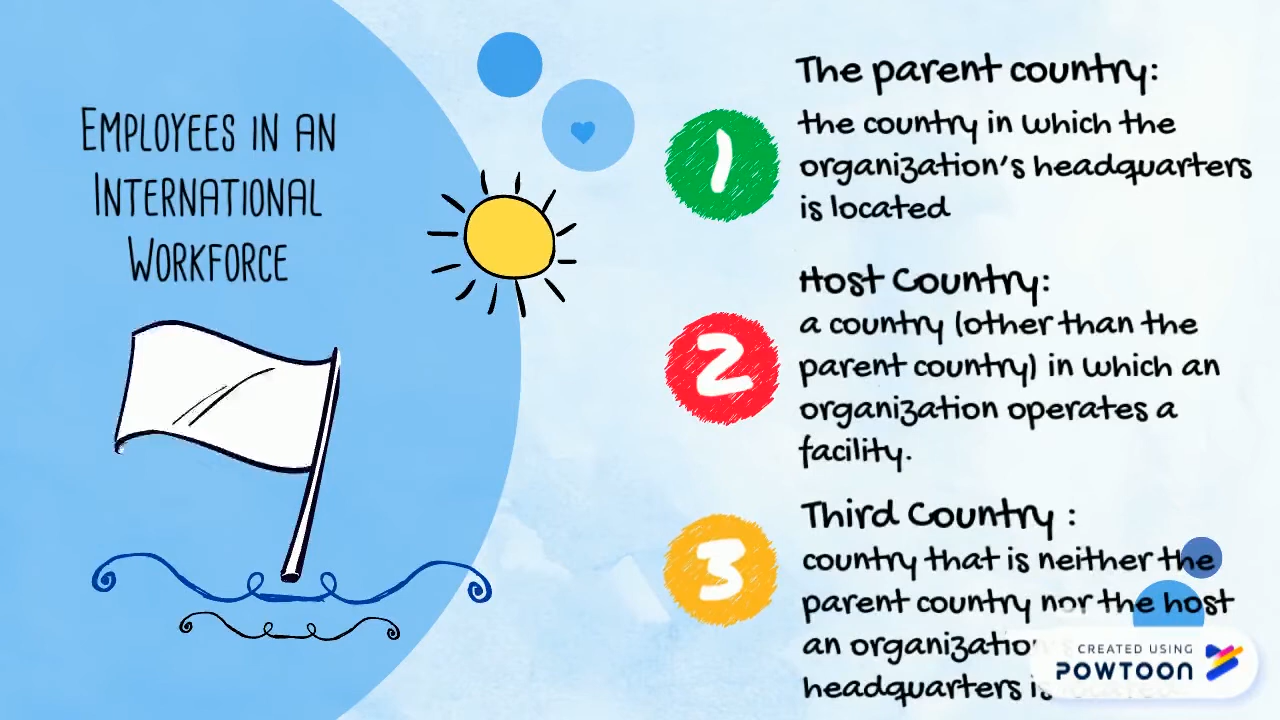 EMPLOYEES IN AN
INTERNATIONAL
WORKFORCE
The parent country:
the country in which the
organization's headquarters
is located
1
Host Country:
a country (other than the
parent country) in which an
organization operates a
facility.
2
Third Country :
country that is neither the
parent country nor the host
an organization
headquarters is
3
CREATED USING
POWTOON